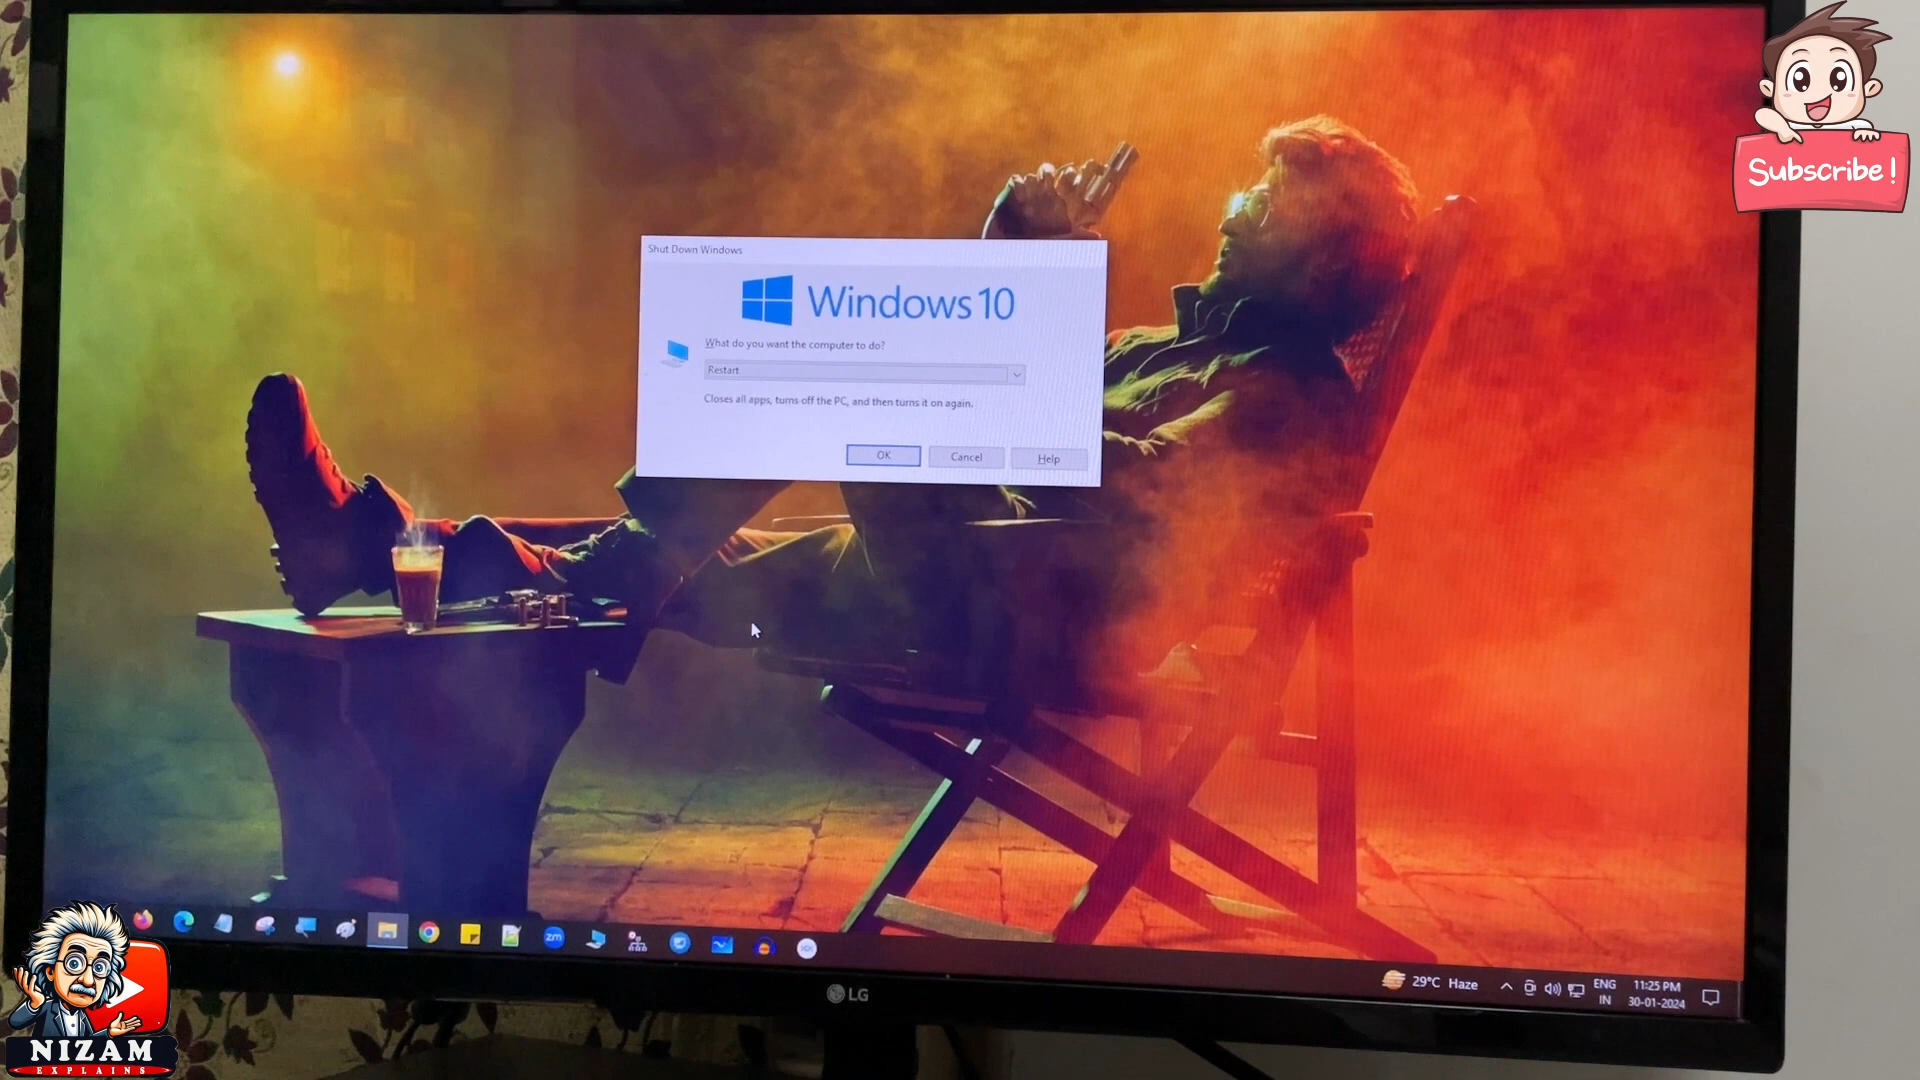 Subscribe!
Shut Down Windows
Windows 10
What do you want the computer to do?
Restart
Closes all apps, turns off the PC, and then turns it on again.
OK
Cancel
Help
zm
29°C Haze
ENG
IN
11:25 PM
30-01-2024
LG
NIZAM
EXPLAINS